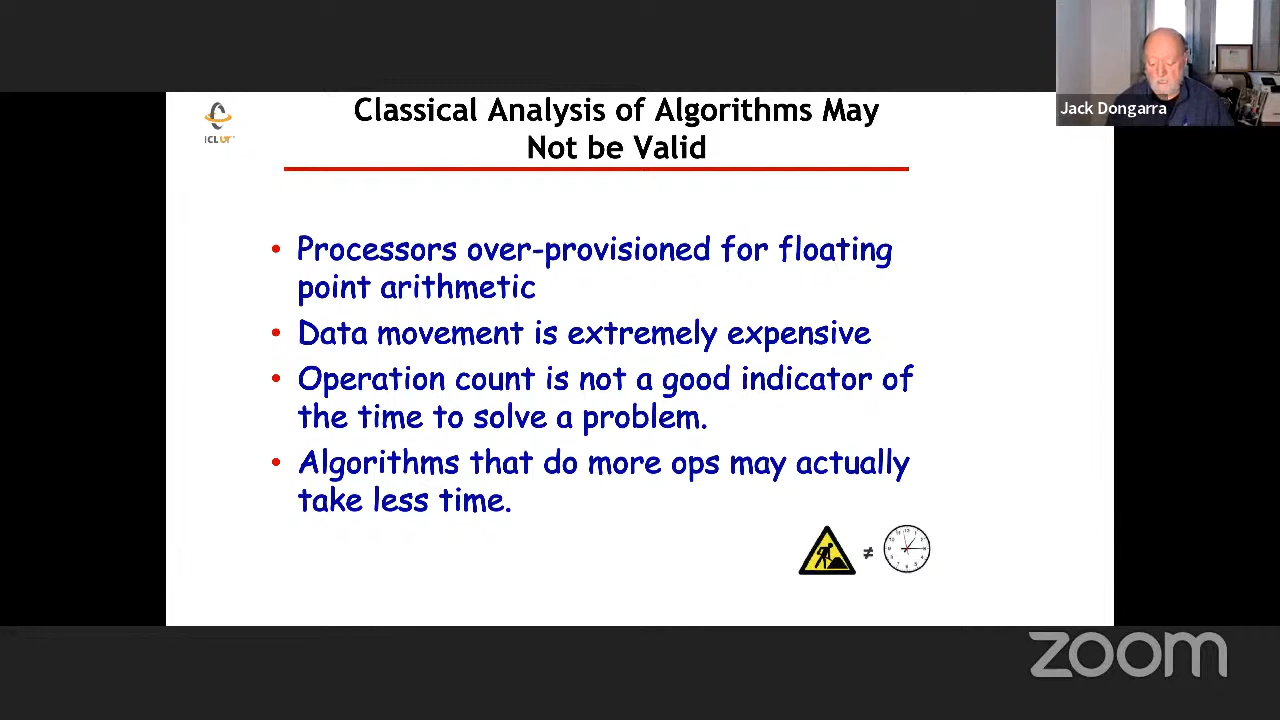 Jack Dongarra
ICL UT
Classical Analysis of Algorithms May
Not be Valid
• Processors over-provisioned for floating
point arithmetic
• Data movement is extremely expensive
• Operation count is not a good indicator of
the time to solve a problem.
• Algorithms that do more ops may actually
take less time.
≠
zoom